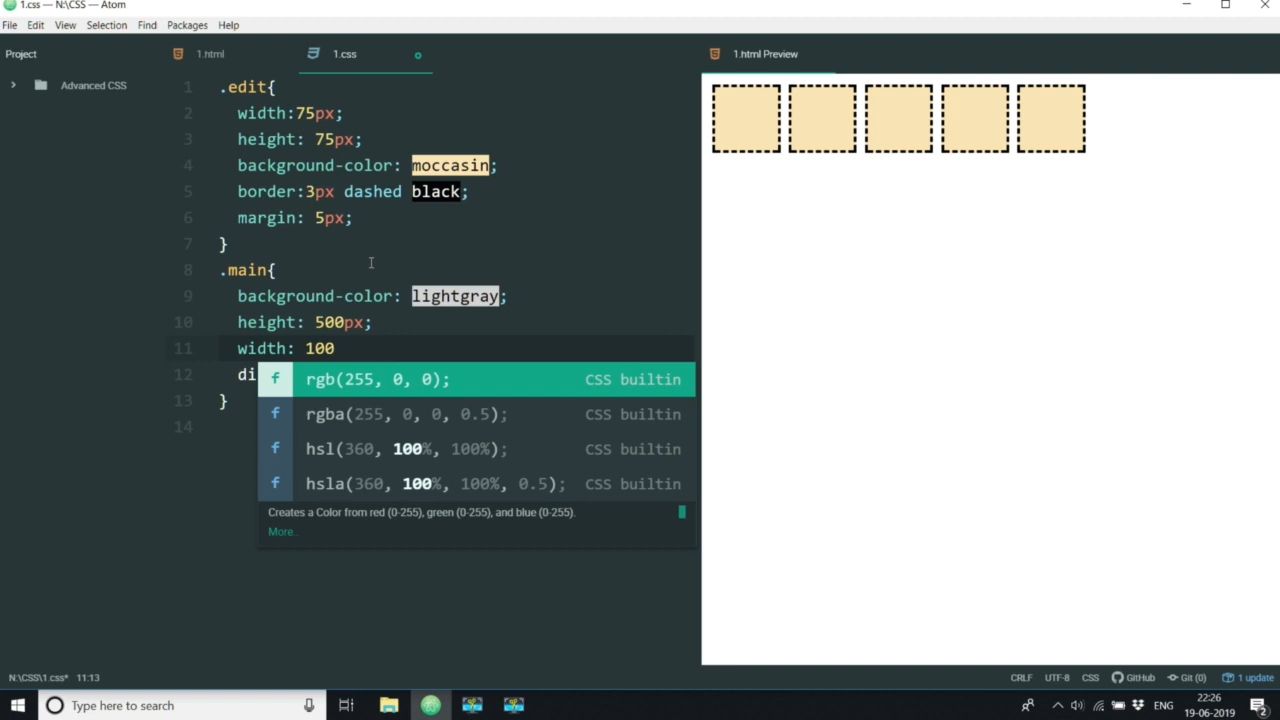 1.css — N:\CSS — Atom
File Edit View Selection Find Packages Help
Project
Advanced CSS
1.html
1.css
1.html Preview
1 .edit{
2 width:75px;
3 height: 75px;
4 background-color: moccasin;
5 border:3px dashed black;
6 margin: 5px;
7 }
8 .main{
9 background-color: lightgray;
10 height: 500px;
11 width: 100
12 di
13 }
14
f rgb(255, 0, 0); CSS builtin
f rgba(255, 0, 0, 0.5); CSS builtin
f hsl(360, 100%, 100%); CSS builtin
f hsla(360, 100%, 100%, 0.5); CSS builtin
Creates a Color from red (0-255), green (0-255), and blue (0-255).
More..
N:\CSS\1.css* 11:13
CRLF UTF-8 CSS GitHub Git (0) 1 update
Type here to search
ENG
22:26
19-06-2019
2